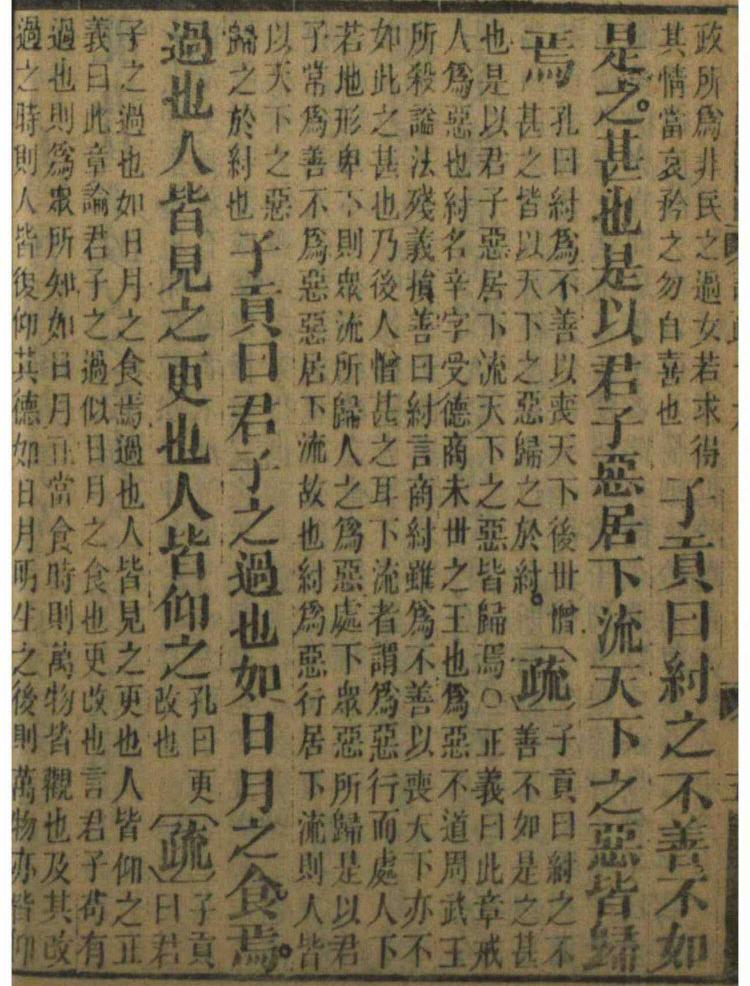 政所爲非民之過女若求得
其情當哀矜之勿自喜也
子貢曰紂之不善不如
是之甚也是以君子惡居下流天下之惡皆歸
焉
孔曰紂爲不善以喪天下後世憎
甚之皆以天下之惡歸之於紂。
疏
子貢曰紂之不
善不如是之甚
也是以君子惡居下流天下之惡皆歸焉○正義曰此章戒
人爲惡也紂名辛字受德商末世之王也爲惡不道周武王
所殺諡法殘義損善曰紂言商紂雖爲不善以喪天下亦不
如此之甚也乃後人憎甚之耳下流者謂爲惡行而處人下
若地形卑下則衆流所歸人之爲惡處下衆惡所歸是以君
子常爲善不爲惡惡居下流故也紂爲惡行居下流則人皆
以天下之惡
歸之於紂也
子貢曰君子之過也如日月之食焉。
過也人皆見之更也人皆仰之
孔曰更
改也
疏
子貢
曰君
子之過也如日月之食焉過也人皆見之更也人皆仰之正
義曰此章論君子之過似日月之食也更改也言君子苟有
過也則爲衆所知如日月正當食時則萬物皆觀也及其改
過之時則人皆復仰其德如日月明生之後則萬物亦皆仰